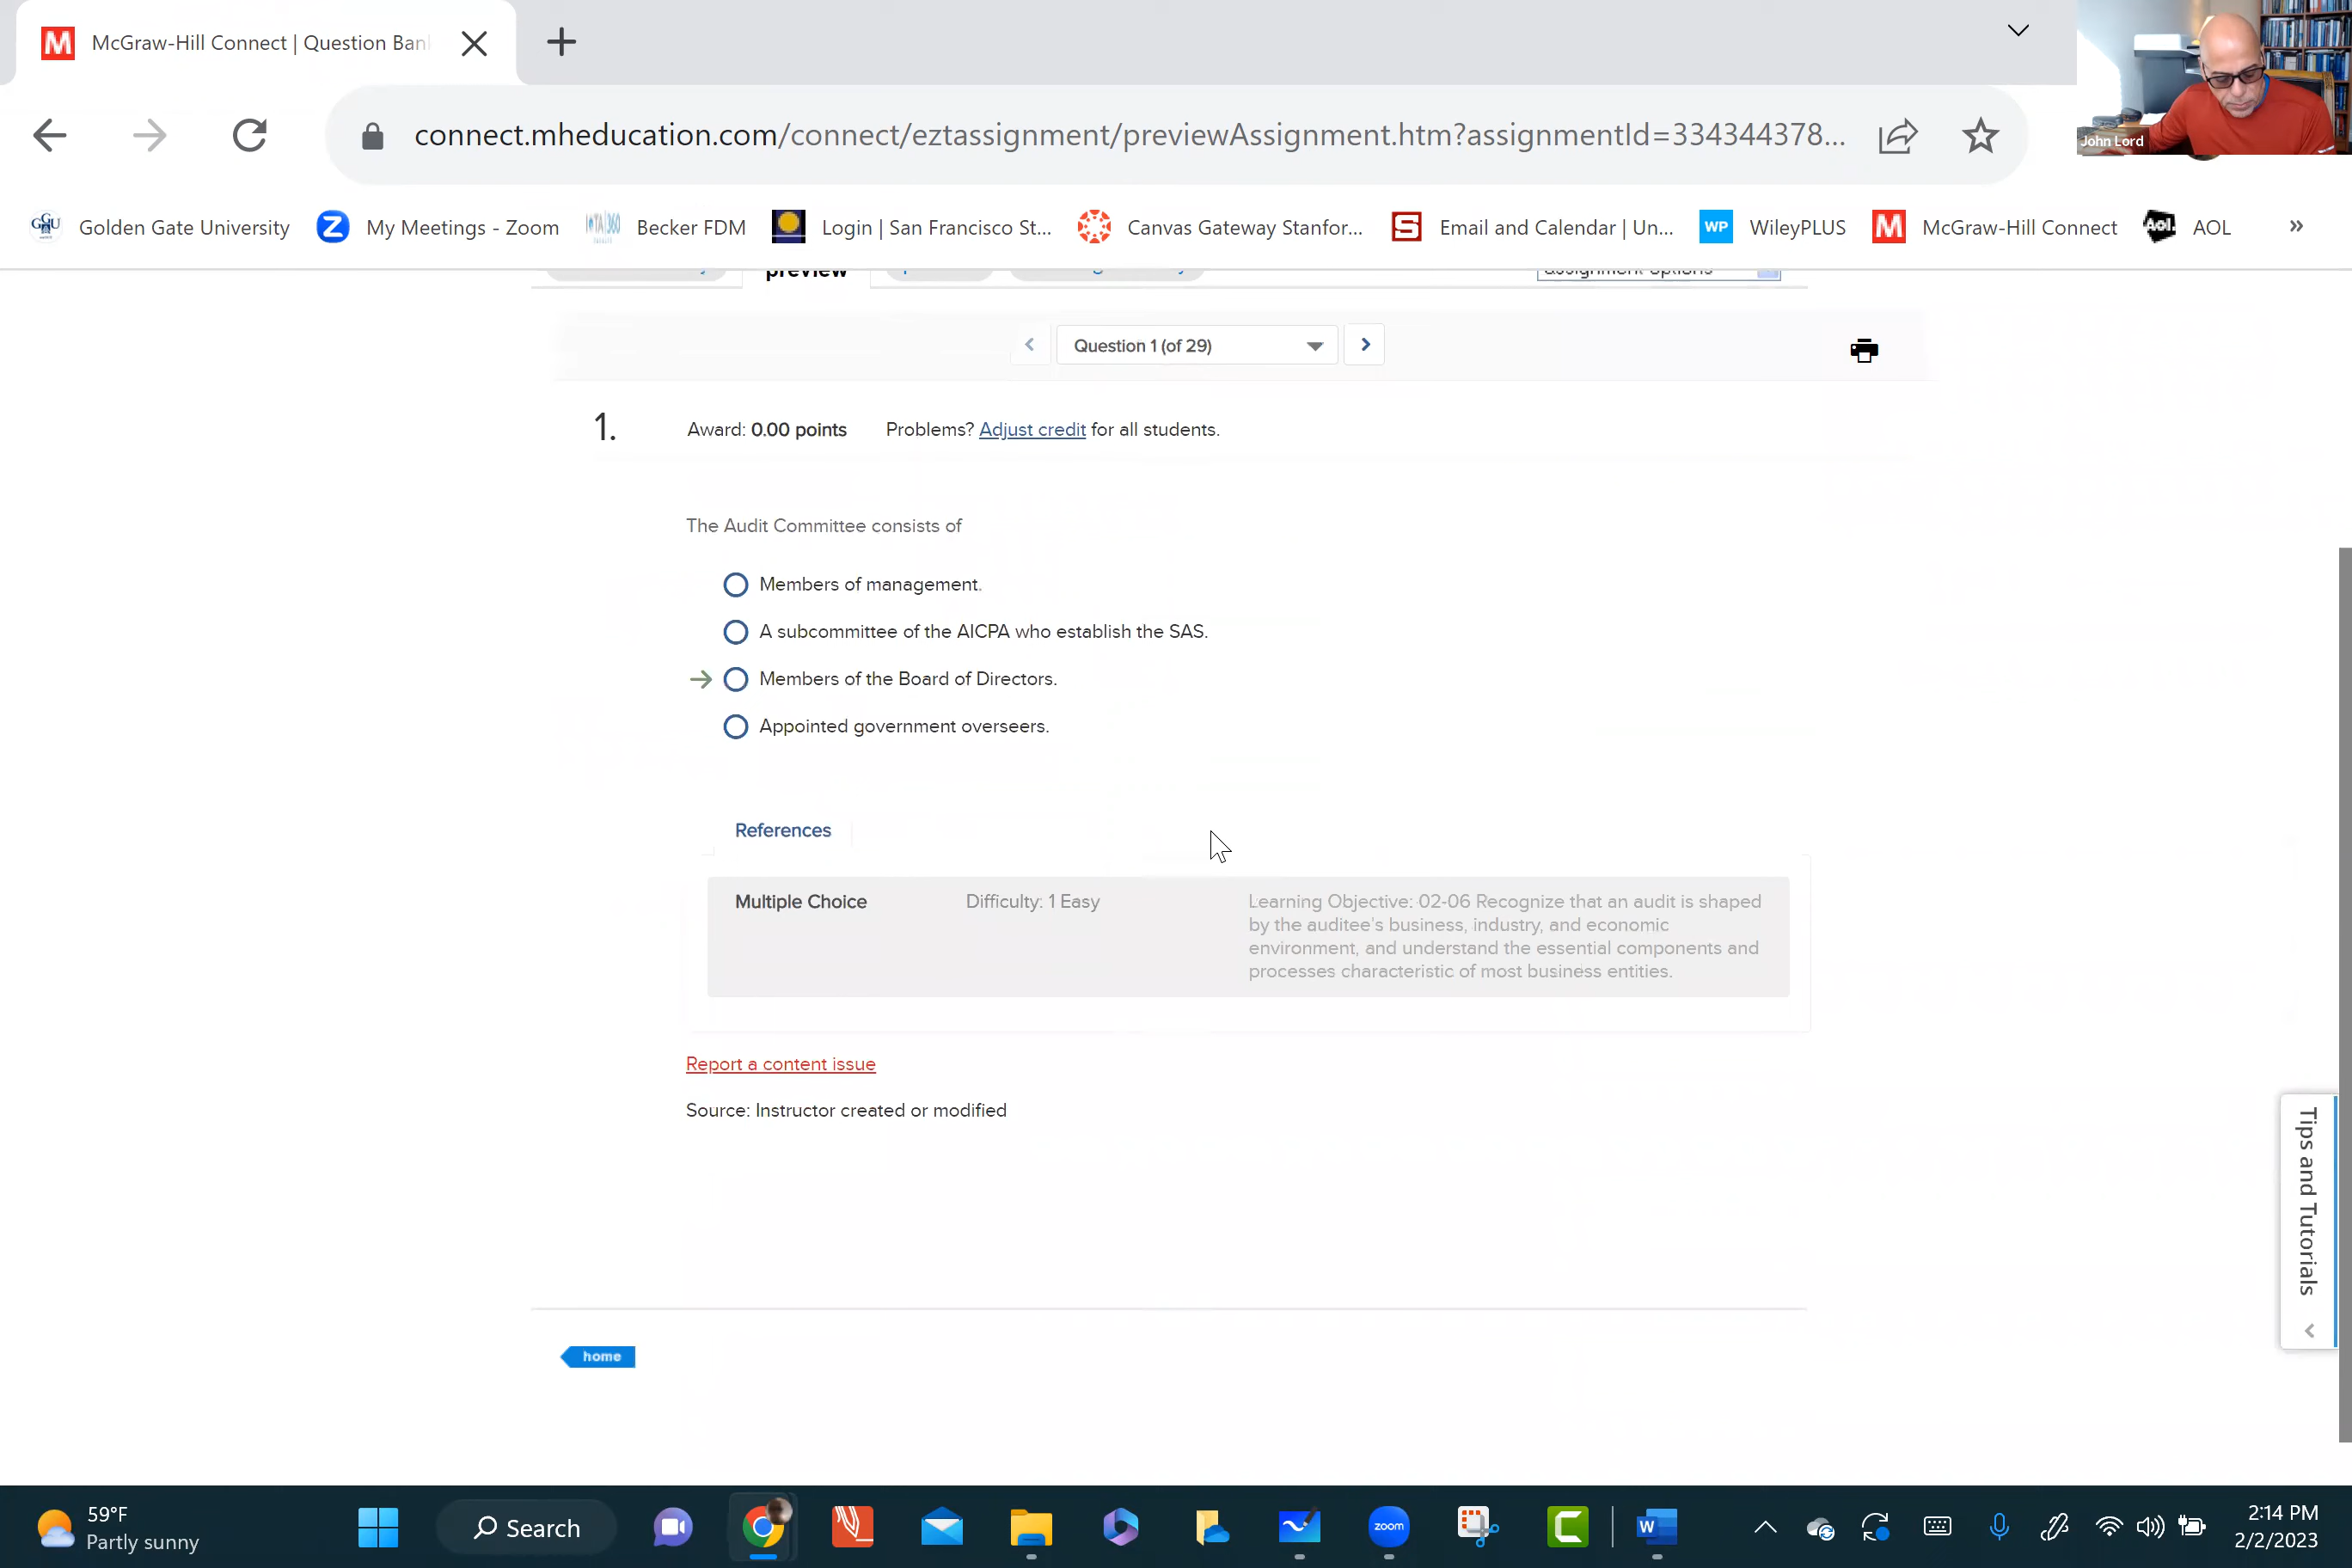 McGraw-Hill Connect | Question Ban
connect.mheducation.com/connect/eztassignment/previewAssignment.htm?assignmentId=334344378...
John Lord
Golden Gate University
My Meetings - Zoom
Becker FDM
Login | San Francisco St...
Canvas Gateway Stanfor...
Email and Calendar | Un...
WP
WileyPLUS
McGraw-Hill Connect
Aol.
AOL
preview
assignment options
Question 1 (of 29)
1.
Award: 0.00 points
Problems? Adjust credit for all students.
The Audit Committee consists of
Members of management.
A subcommittee of the AICPA who establish the SAS.
Members of the Board of Directors.
Appointed government overseers.
References
Multiple Choice
Difficulty: 1 Easy
Learning Objective: 02-06 Recognize that an audit is shaped
by the auditee's business, industry, and economic
environment, and understand the essential components and
processes characteristic of most business entities.
Report a content issue
Source: Instructor created or modified
Tips and Tutorials
home
59°F
Partly sunny
Search
zoom
2:14 PM
2/2/2023